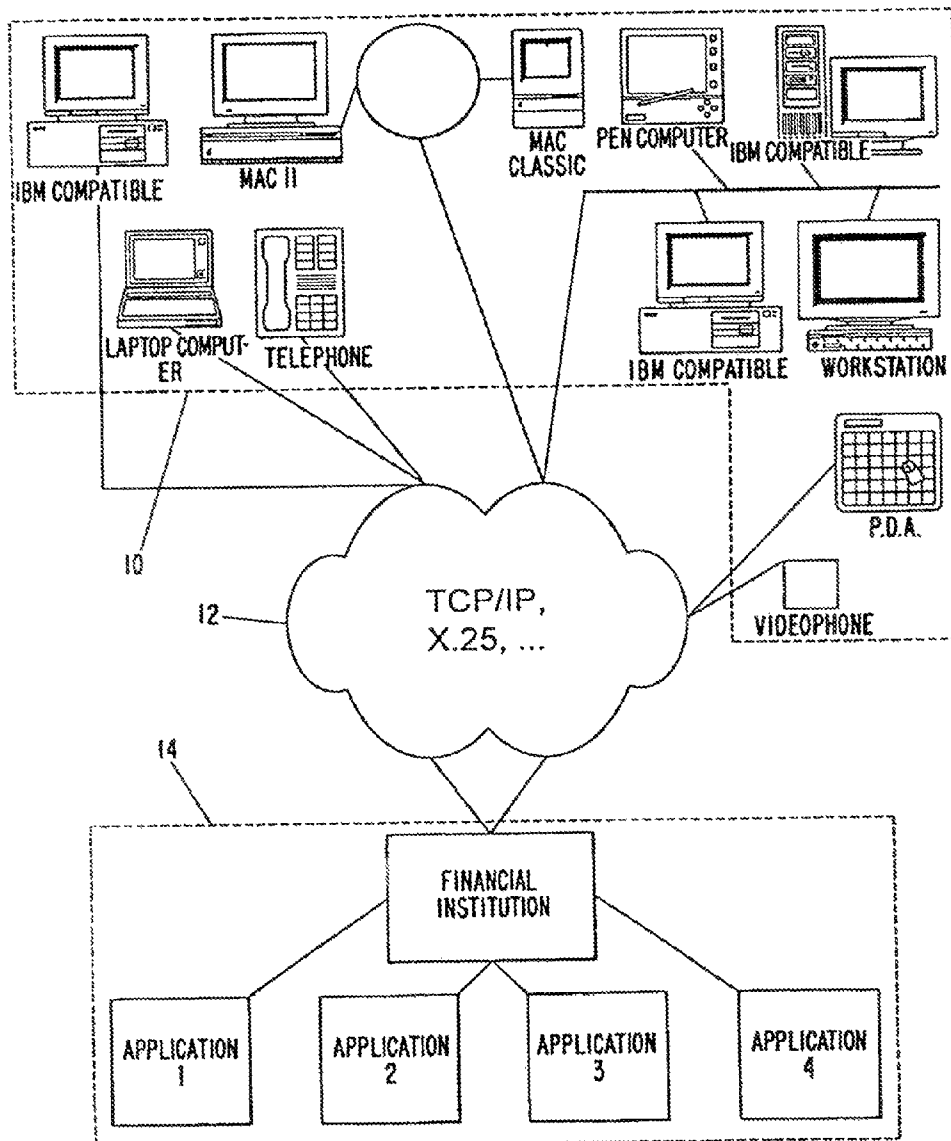 IBM COMPATIBLE
MAC II
MAC
CLASSIC
PEN COMPUTER
IBM COMPATIBLE
LAPTOP COMPUT-
ER
TELEPHONE
IBM COMPATIBLE
WORKSTATION
10
P.D.A.
12
TCP/IP,
X.25, ...
VIDEOPHONE
14
FINANCIAL
INSTITUTION
APPLICATION
1
APPLICATION
2
APPLICATION
3
APPLICATION
4